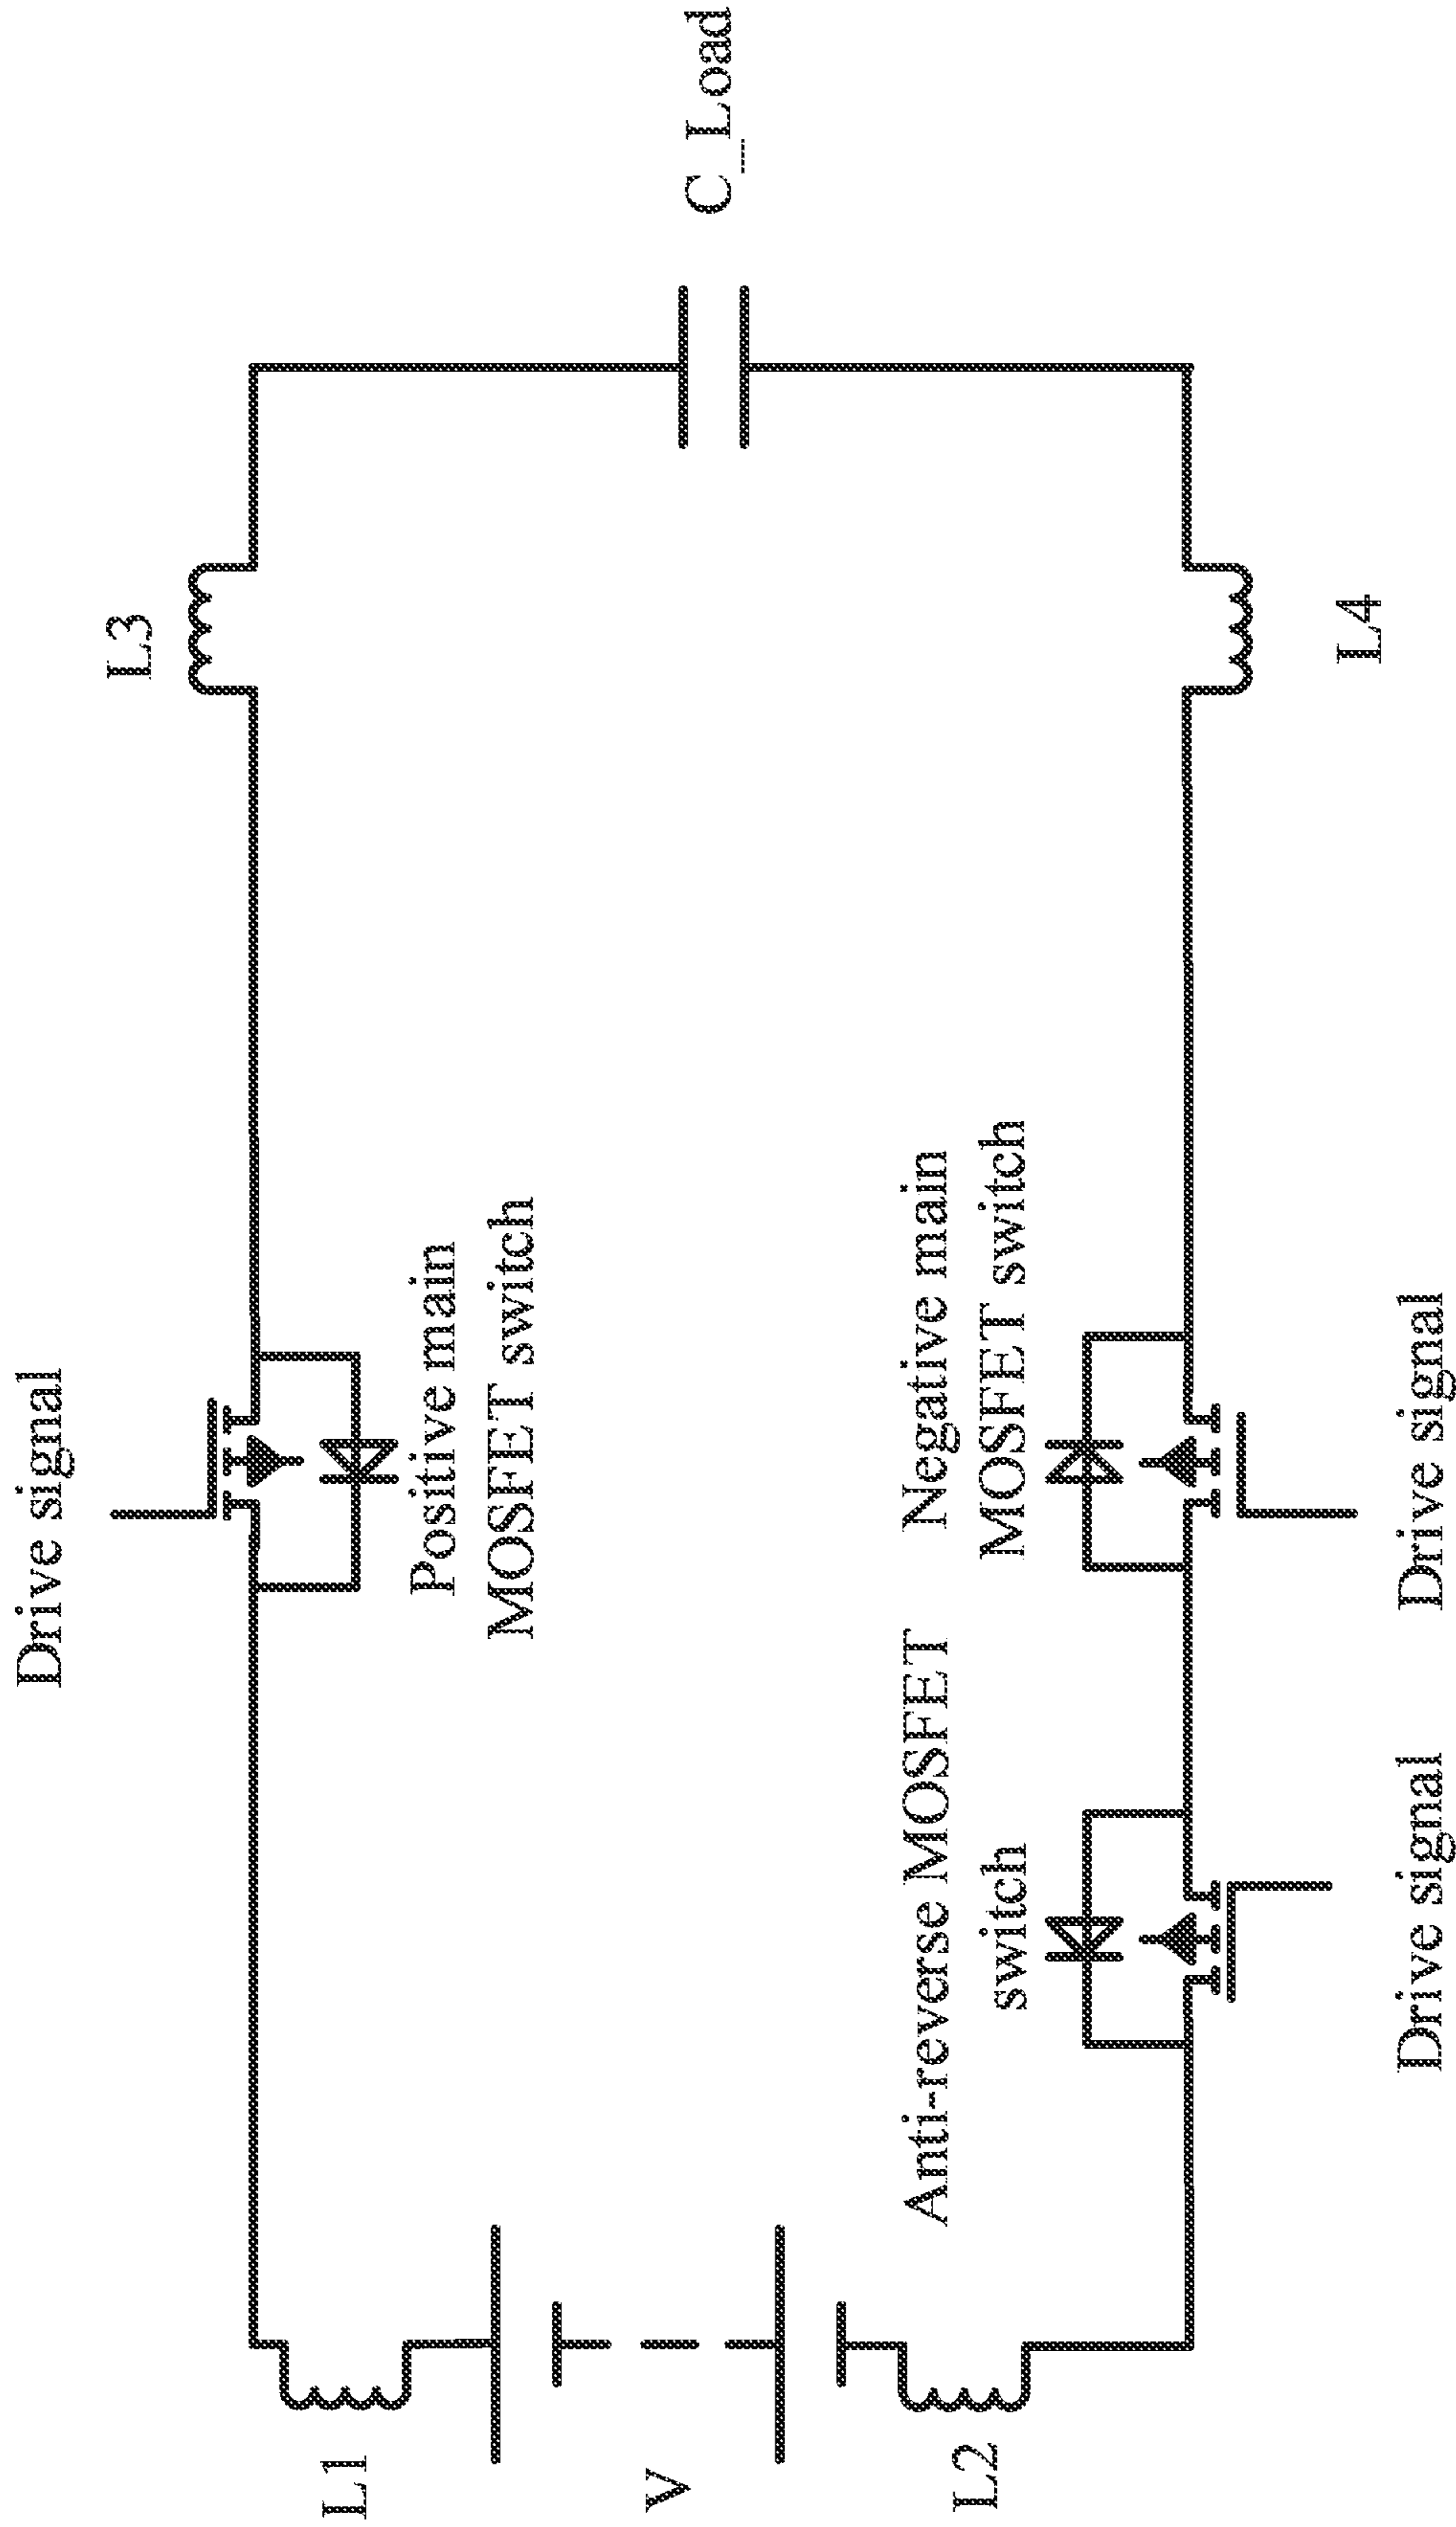 Drive signal
L3
L1
Positive main
MOSFET switch
V
C_Load
Anti-reverse MOSFET
switch
Negative main
MOSFET switch
L2
L4
Drive signal
Drive signal